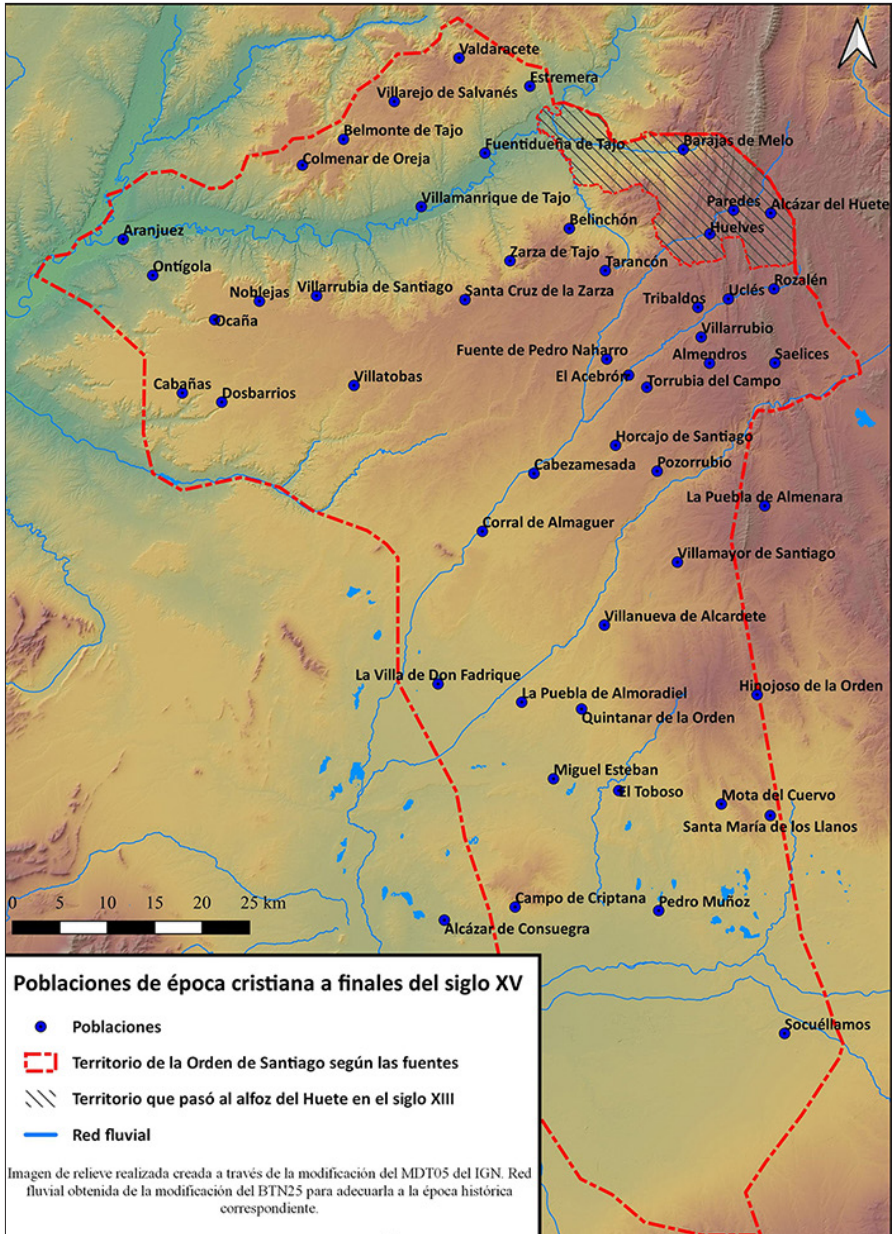 Valdaracete
Estremera
Villarejo de Salvanés
Belmonte de Tajo
Fuentidueña de Tajo
Barajas de Melo
Colmenar de Oreja
Villamanrique de Tajo
Paredes
Alcázar del Huete
Belinchón
Huelves
Aranjuez
Zarza de Tajo
Ontígola
Tarancón
Noblejas
Villarrubia de Santiago
Santa Cruz de la Zarza
Tribaldos
Uclés
Rozalén
Ocaña
Villarrubio
Fuente de Pedro Naharro
Almendros
Saelices
El Acebrón
Torrubia del Campo
Villatobas
Cabañas
Dosbarrios
Horcajo de Santiago
Cabezamesada
Pozorrubio
La Puebla de Almenara
Corral de Almaguer
Villamayor de Santiago
Villanueva de Alcardete
La Villa de Don Fadrique
La Puebla de Almoradiel
Hinojoso de la Orden
Quintanar de la Orden
Miguel Esteban
El Toboso
Mota del Cuervo
Santa María de los Llanos
0 5 10 15 20 25 km
Campo de Criptana
Pedro Muñoz
Alcázar de Consuegra
Socuéllamos
Poblaciones de época cristiana a finales del siglo XV
Poblaciones
Territorio de la Orden de Santiago según las fuentes
Territorio que pasó al alfoz del Huete en el siglo XIII
Red fluvial
Imagen de relieve realizada creada a través de la modificación del MDT05 del IGN. Red
fluvial obtenida de la modificación del BTN25 para adecuarla a la época histórica
correspondiente.